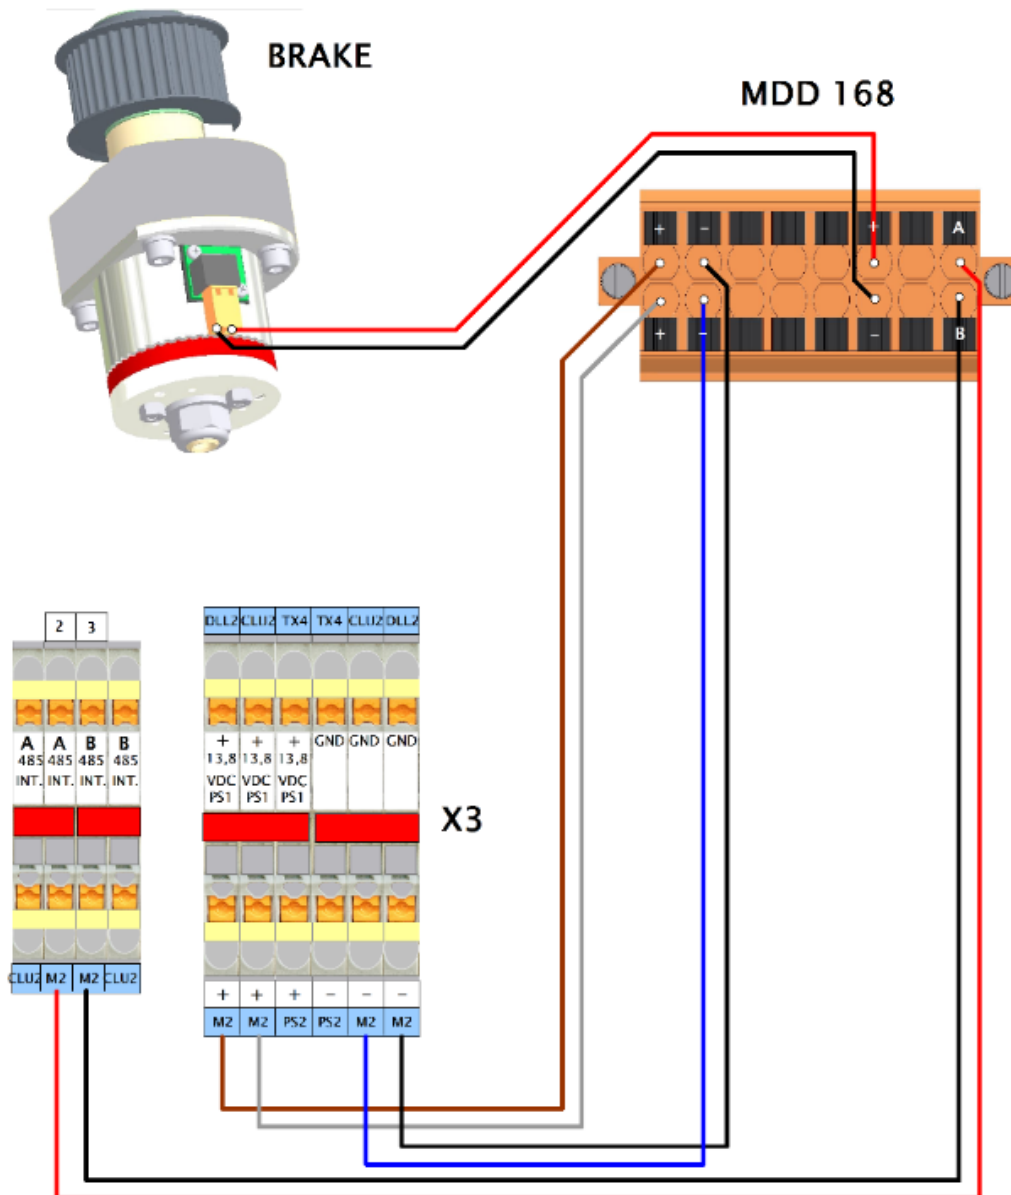 BRAKE
MDD 168
+ - + A
+ - - B
2 3
DLL2 CLU2 TX4 TX4 CLU2 DLL2
A A B B
485 485 485 485
INT. INT. INT. INT.
+ + + GND GND GND
13,8 13,8 13,8
VDC VDC VDC
PS1 PS1 PS1
X3
CLU2 M2 M2 CLU2
+ + + - - -
M2 M2 PS2 PS2 M2 M2